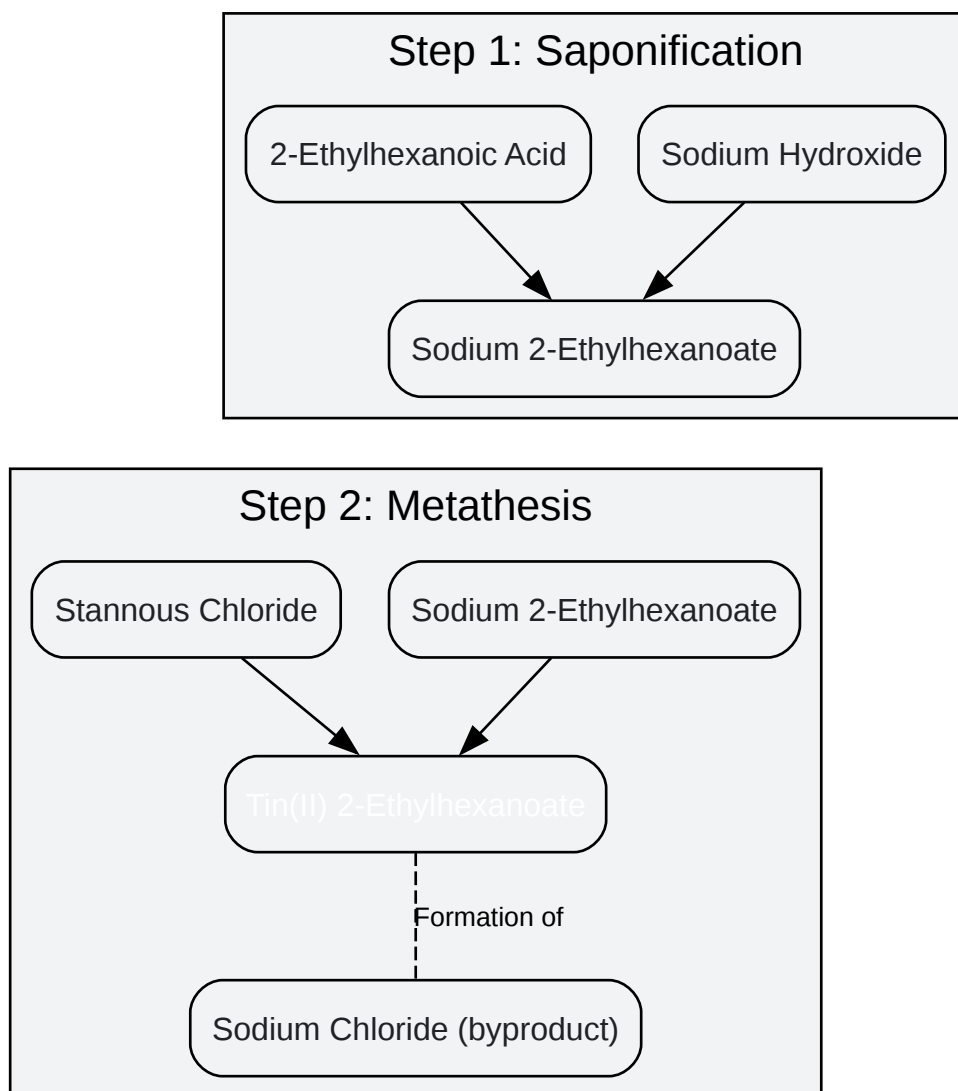 Step 1: Saponification
2-Ethylhexanoic Acid
Sodium Hydroxide
Sodium 2-Ethylhexanoate
Step 2: Metathesis
Stannous Chloride
Sodium 2-Ethylhexanoate
Tin(II) 2-Ethylhexanoate
Formation of
Sodium Chloride (byproduct)